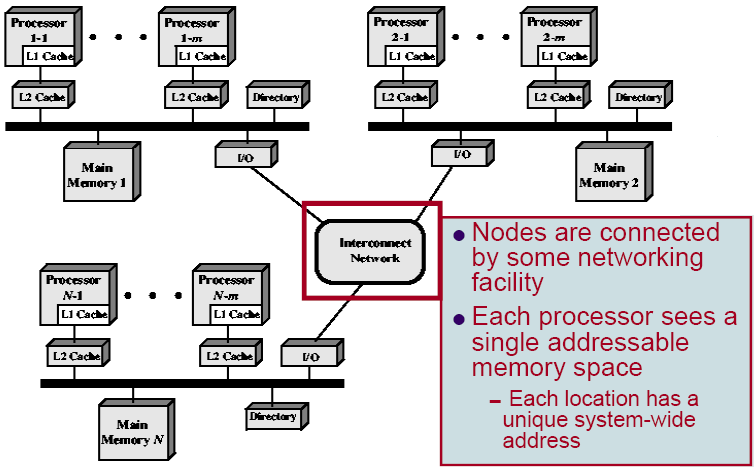 Processor
1-1
L1 Cache
Processor
1-m
L1 Cache
L2 Cache
L2 Cache
Directory
Main
Memory 1
I/O
Processor
2-1
L1 Cache
Processor
2-m
L1 Cache
L2 Cache
L2 Cache
Directory
I/O
Main
Memory 2
Interconnect
Network
Processor
N-1
L1 Cache
Processor
N-m
L1 Cache
L2 Cache
L2 Cache
I/O
Main
Memory N
Directory
• Nodes are connected
by some networking
facility
• Each processor sees a
single addressable
memory space
– Each location has a
unique system-wide
address